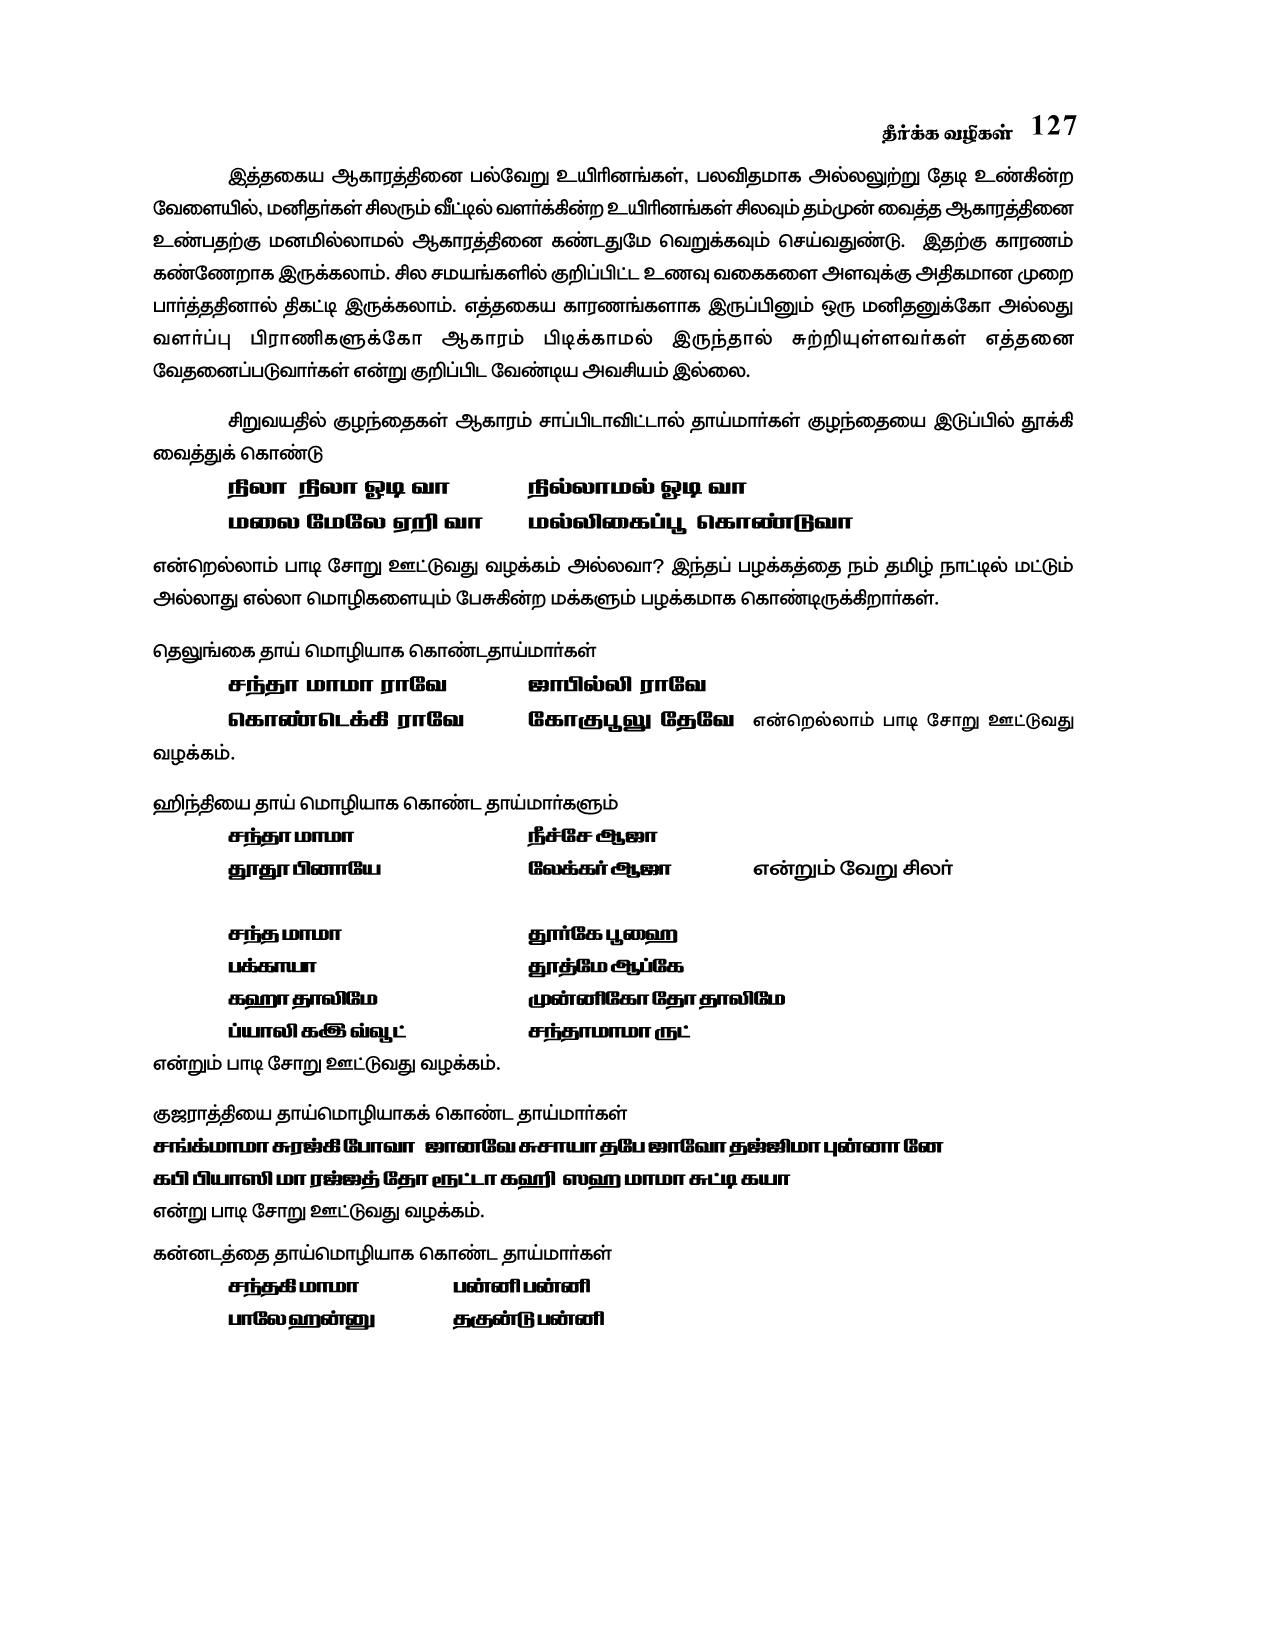 தீர்க்க வழிகள் 127
இத்தகைய ஆகாரத்தினை பல்வேறு உயிரினங்கள், பலவிதமாக அல்லலுற்று தேடி உண்கின்ற
வேளையில், மனிதர்கள் சிலரும் வீட்டில் வளர்க்கின்ற உயிரினங்கள் சிலவும் தம்முன் வைத்த ஆகாரத்தினை
உண்பதற்கு மனமில்லாமல் ஆகாரத்தினை கண்டதுமே வெறுக்கவும் செய்வதுண்டு. இதற்கு காரணம்
கண்ணேறாக இருக்கலாம். சில சமயங்களில் குறிப்பிட்ட உணவு வகைகளை அளவுக்கு அதிகமான முறை
பார்த்ததினால் திகட்டி இருக்கலாம். எத்தகைய காரணங்களாக இருப்பினும் ஒரு மனிதனுக்கோ அல்லது
வளர்ப்பு பிராணிகளுக்கோ ஆகாரம் பிடிக்காமல் இருந்தால் சுற்றியுள்ளவர்கள் எத்தனை
வேதனைப்படுவார்கள் என்று குறிப்பிட வேண்டிய அவசியம் இல்லை.
சிறுவயதில் குழந்தைகள் ஆகாரம் சாப்பிடாவிட்டால் தாய்மார்கள் குழந்தையை இடுப்பில் தூக்கி
வைத்துக் கொண்டு
நிலா நிலா ஓடி வா நில்லாமல் ஓடி வா
மலை மேலே ஏறி வா மல்லிகைப்பூ கொண்டுவா
என்றெல்லாம் பாடி சோறு ஊட்டுவது வழக்கம் அல்லவா? இந்தப் பழக்கத்தை நம் தமிழ் நாட்டில் மட்டும்
அல்லாது எல்லா மொழிகளையும் பேசுகின்ற மக்களும் பழக்கமாக கொண்டிருக்கிறார்கள்.
தெலுங்கை தாய் மொழியாக கொண்டதாய்மார்கள்
சந்தா மாமா ராவே ஜாபில்லி ராவே
கொண்டெக்கி ராவே கோகுபூலு தேவே என்றெல்லாம் பாடி சோறு ஊட்டுவது
வழக்கம்.
ஹிந்தியை தாய் மொழியாக கொண்ட தாய்மார்களும்
சந்தா மாமா நீச்சே ஆஜா
தூதூ பிணாயே லேக்கர் ஆஜா என்றும் வேறு சிலர்
சந்த மாமா தூர்கே பூஹை
பக்காயா தூத்மே ஆப்கே
கஹா தாலிமே முன்னிகோ தோ தாலிமே
ப்யாலி கஇ வ்வூட் சந்தாமாமா ருட்
என்றும் பாடி சோறு ஊட்டுவது வழக்கம்.
குஜராத்தியை தாய்மொழியாகக் கொண்ட தாய்மார்கள்
சங்க்மாமா சுரஜ்கி போவா ஜானவே சுசாயா தபே ஜாவோ தஜ்ஜிமா புன்னா னே
கபி பியாஸி மா ரஜ்ஜத் தோ ரூட்டா கஹி ஸஹ மாமா சுட்டி கயா
என்று பாடி சோறு ஊட்டுவது வழக்கம்.
கன்னடத்தை தாய்மொழியாக கொண்ட தாய்மார்கள்
சந்தகி மாமா பன்னி பன்னி
பாலே ஹன்னு தகுன்டு பன்னி